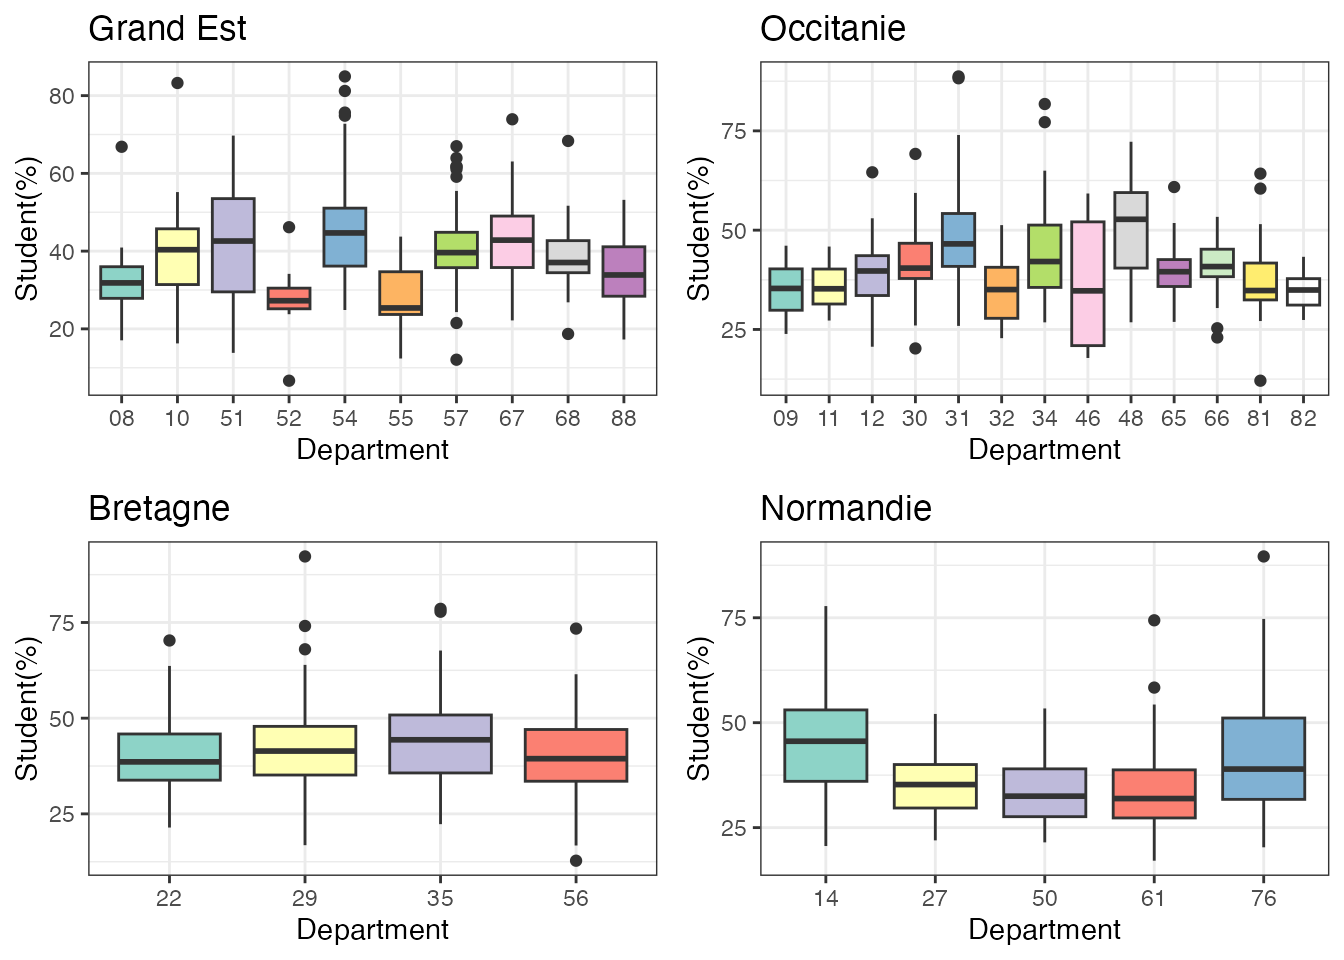 Grand Est
Student(%)
80
60
40
20
08 10 51 52 54 55 57 67 68 88
Department
Occitanie
Student(%)
75
50
25
09 11 12 30 31 32 34 46 48 65 66 81 82
Department
Bretagne
Student(%)
75
50
25
22 29 35 56
Department
Normandie
Student(%)
75
50
25
14 27 50 61 76
Department